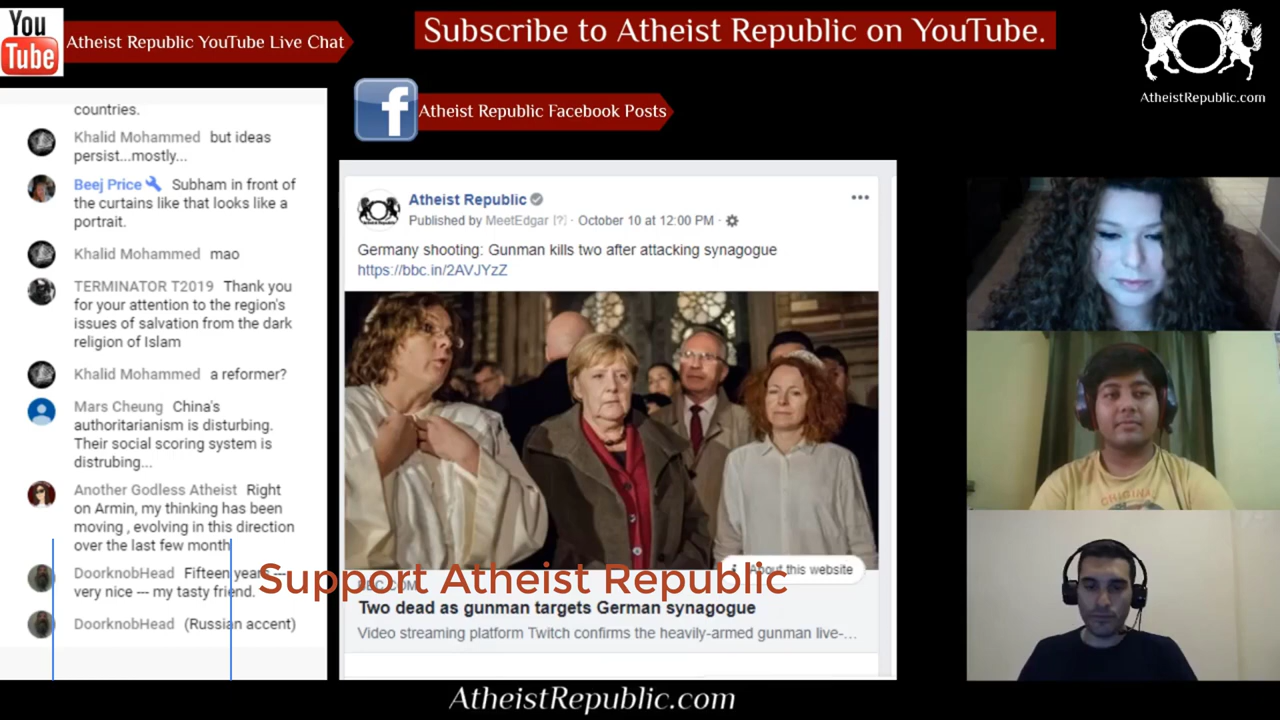 You
Tube
Atheist Republic YouTube Live Chat
Subscribe to Atheist Republic on YouTube.
AtheistRepublic.com
f
Atheist Republic Facebook Posts
countries.
Khalid Mohammed but ideas
persist...mostly...
Beej Price Subham in front of
the curtains like that looks like a
portrait.
Khalid Mohammed mao
TERMINATOR T2019 Thank you
for your attention to the region's
issues of salvation from the dark
religion of Islam
Khalid Mohammed a reformer?
Mars Cheung China's
authoritarianism is disturbing.
Their social scoring system is
distrubing...
Another Godless Atheist Right
on Armin, my thinking has been
moving , evolving in this direction
over the last few month
DoorknobHead Fifteen years ---
very nice --- my tasty friend.
DoorknobHead (Russian accent)
Atheist Republic
Published by MeetEdgar [?] · October 10 at 12:00 PM ·
Germany shooting: Gunman kills two after attacking synagogue
https://bbc.in/2AVJYzZ
i About this website
Support Atheist Republic
BBC.COM
Two dead as gunman targets German synagogue
Video streaming platform Twitch confirms the heavily-armed gunman live-...
ORIGINAL
AtheistRepublic.com